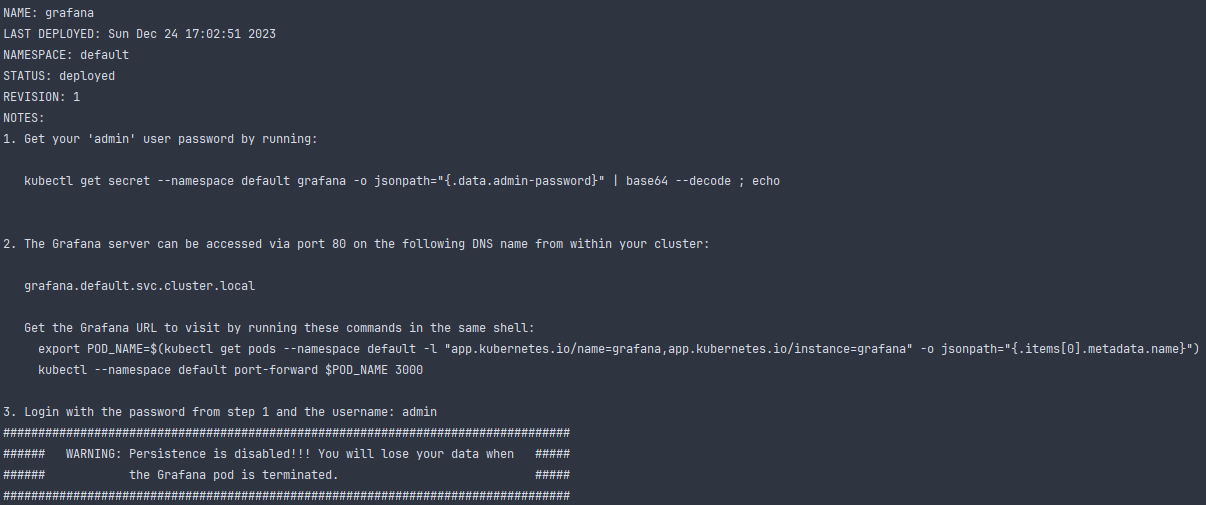 NAME: grafana
LAST DEPLOYED: Sun Dec 24 17:02:51 2023
NAMESPACE: default
STATUS: deployed
REVISION: 1
NOTES:
1. Get your 'admin' user password by running:
kubectl get secret --namespace default grafana -o jsonpath="{.data.admin-password}" | base64 --decode ; echo
2. The Grafana server can be accessed via port 80 on the following DNS name from within your cluster:
grafana.default.svc.cluster.local
Get the Grafana URL to visit by running these commands in the same shell:
export POD_NAME=$(kubectl get pods --namespace default -l "app.kubernetes.io/name=grafana,app.kubernetes.io/instance=grafana" -o jsonpath="{.items[0].metadata.name}")
kubectl --namespace default port-forward $POD_NAME 3000
3. Login with the password from step 1 and the username: admin
#################################################################################
######   WARNING: Persistence is disabled!!! You will lose your data when   #####
######            the Grafana pod is terminated.                            #####
#################################################################################